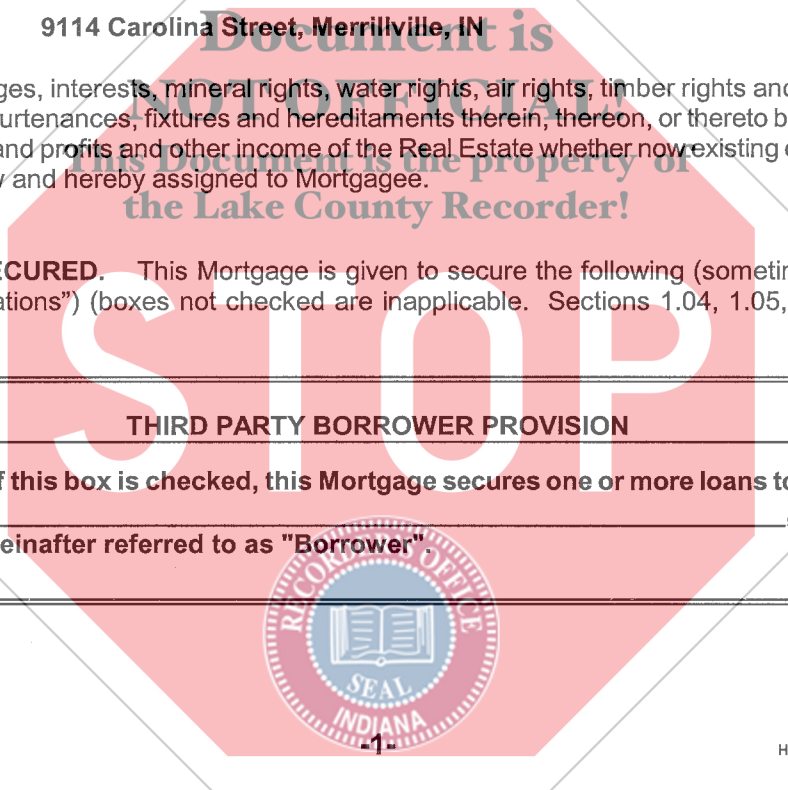 9114 Carolina Street, Merrillville, IN
Document is
ges, interests, mineral rights, water rights, air rights, timber rights and
NOT OFFICIAL!
urtenances, fixtures and hereditaments therein, thereon, or thereto b
and profits and other income of the Real Estate whether now existing
This Document is the property of
y and hereby assigned to Mortgagee.
the Lake County Recorder!
ECURED. This Mortgage is given to secure the following (sometin
ations") (boxes not checked are inapplicable. Sections 1.04, 1.05,
STOP
THIRD PARTY BORROWER PROVISION
f this box is checked, this Mortgage secures one or more loans to
einafter referred to as "Borrower".
RECORDER'S OFFICE
SEAL
INDIANA
-1-
H